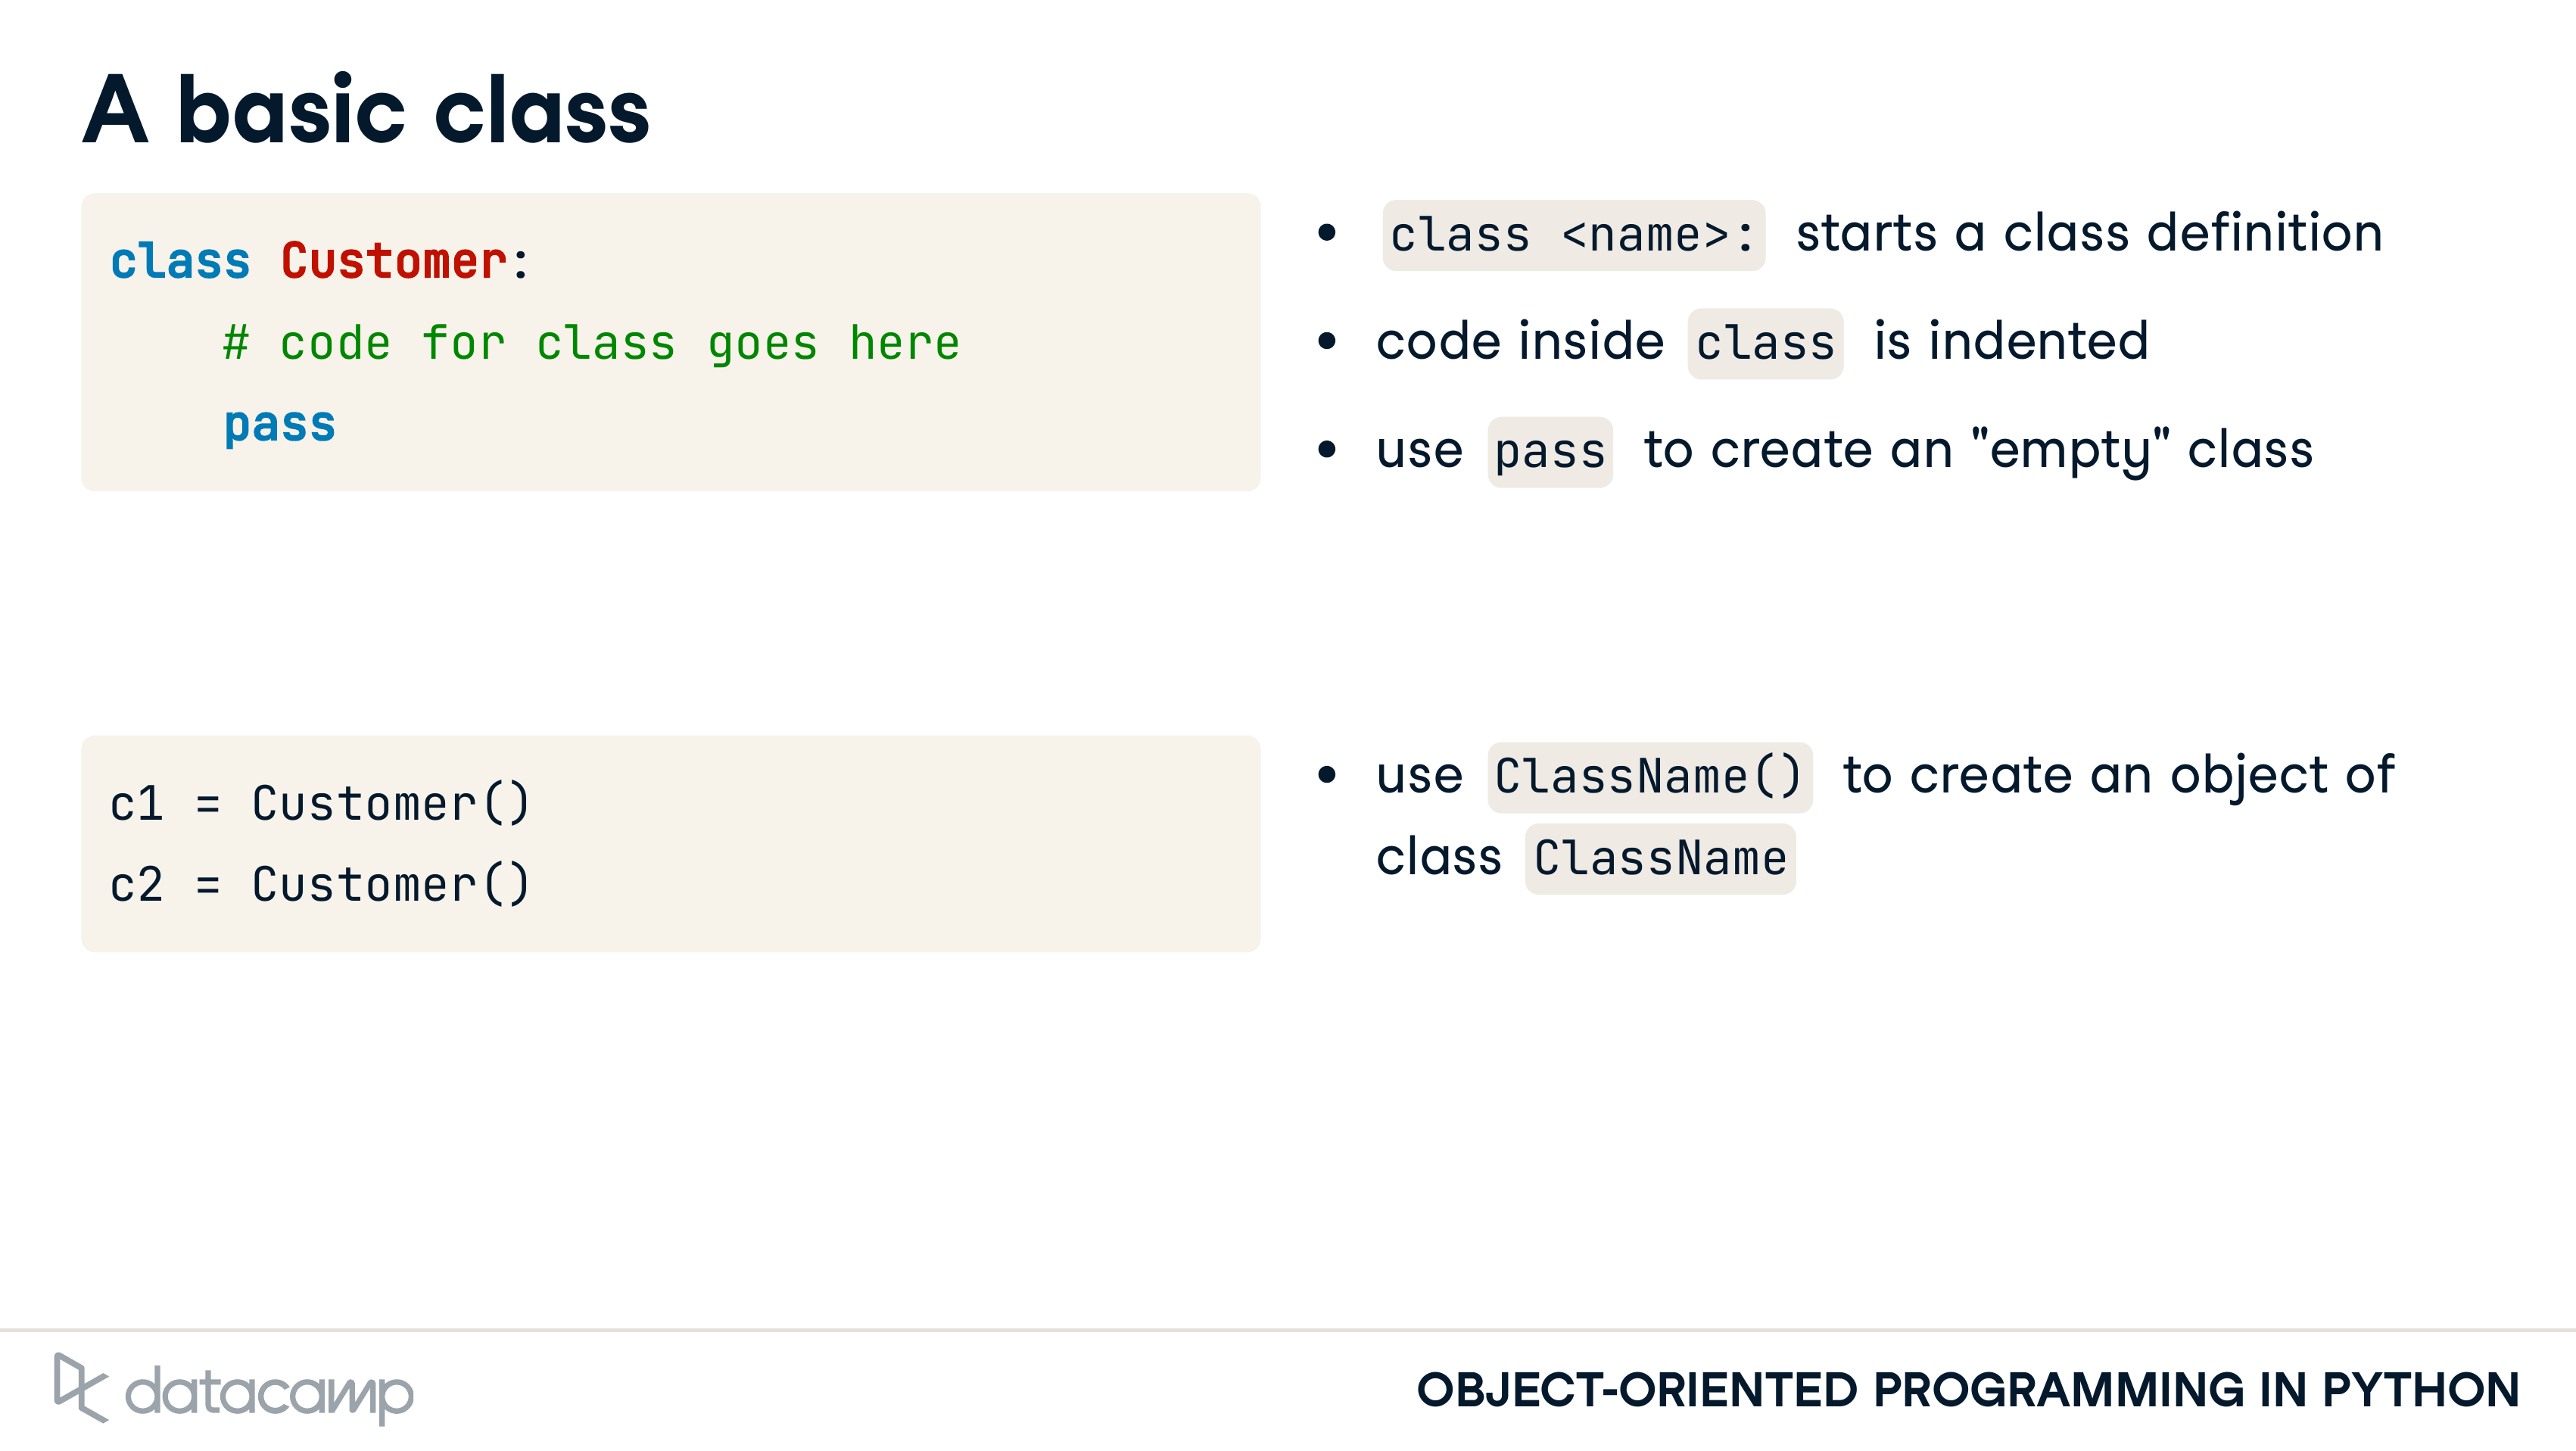 A basic class
class Customer:
    # code for class goes here
    pass
• class <name>: starts a class definition
• code inside class is indented
• use pass to create an "empty" class
c1 = Customer()
c2 = Customer()
• use ClassName() to create an object of
class ClassName
datacamp
OBJECT-ORIENTED PROGRAMMING IN PYTHON